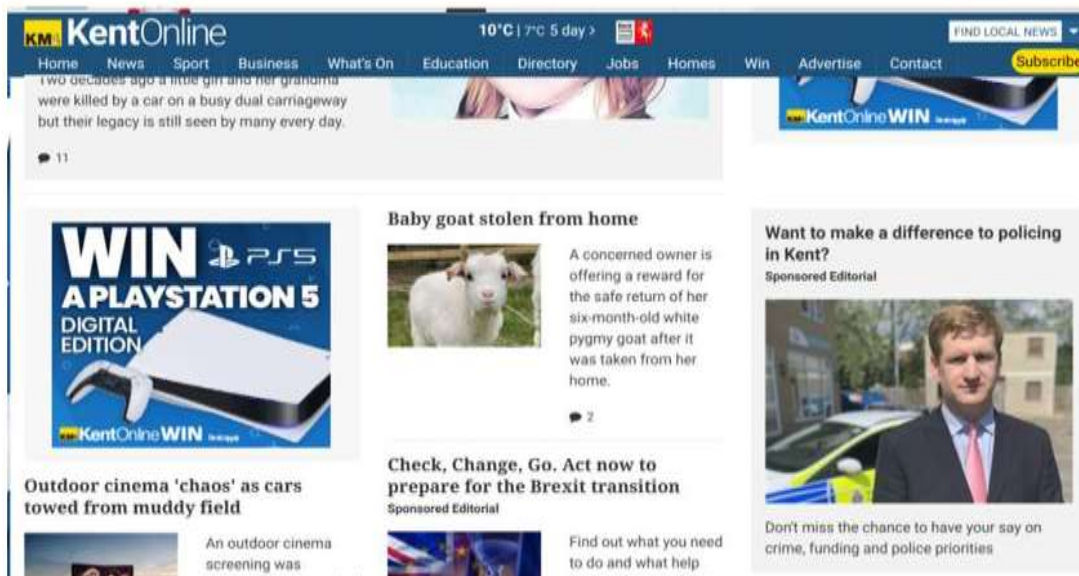 KM KentOnline
10°C | 7°C 5 day >
FIND LOCAL NEWS
Home News Sport Business What's On Education Directory Jobs Homes Win Advertise Contact Subscribe
Two decades ago a little girl and her grandma
were killed by a car on a busy dual carriageway
but their legacy is still seen by many every day.
11
KM KentOnline WIN
WIN PS5
A PLAYSTATION 5
DIGITAL
EDITION
KM KentOnline WIN
Outdoor cinema 'chaos' as cars
towed from muddy field
An outdoor cinema
screening was
Baby goat stolen from home
A concerned owner is
offering a reward for
the safe return of her
six-month-old white
pygmy goat after it
was taken from her
home.
2
Check, Change, Go. Act now to
prepare for the Brexit transition
Sponsored Editorial
Find out what you need
to do and what help
Want to make a difference to policing
in Kent?
Sponsored Editorial
Don't miss the chance to have your say on
crime, funding and police priorities